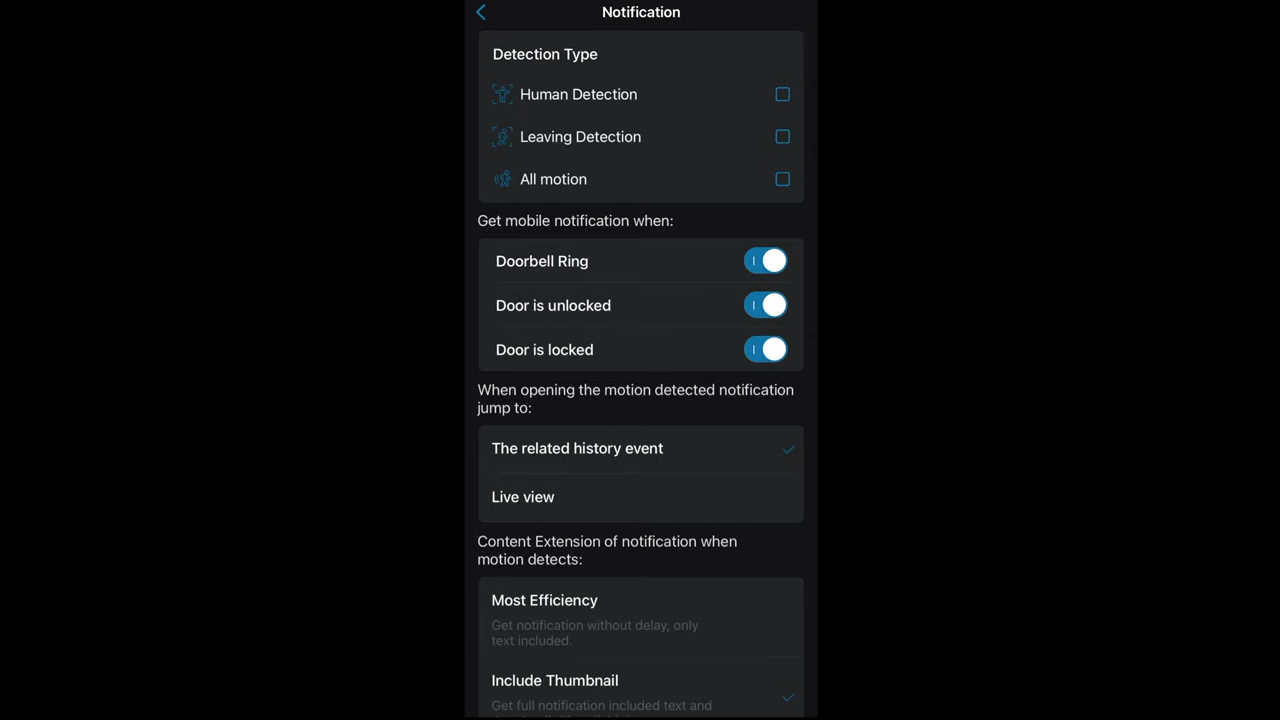 Notification
Detection Type
Human Detection
Leaving Detection
All motion
Get mobile notification when:
Doorbell Ring
Door is unlocked
Door is locked
When opening the motion detected notification
jump to:
The related history event
Live view
Content Extension of notification when
motion detects:
Most Efficiency
Get notification without delay, only
text included.
Include Thumbnail
Get full notification included text and